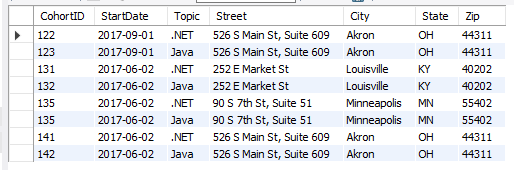 CohortID StartDate Topic Street City State Zip
122 2017-09-01 .NET 526 S Main St, Suite 609 Akron OH 44311
123 2017-09-01 Java 526 S Main St, Suite 609 Akron OH 44311
131 2017-06-02 .NET 252 E Market St Louisville KY 40202
132 2017-06-02 Java 252 E Market St Louisville KY 40202
135 2017-06-02 .NET 90 S 7th St, Suite 51 Minneapolis MN 55402
135 2017-06-02 Java 90 S 7th St, Suite 51 Minneapolis MN 55402
141 2017-06-02 .NET 526 S Main St, Suite 609 Akron OH 44311
142 2017-06-02 Java 526 S Main St, Suite 609 Akron OH 44311